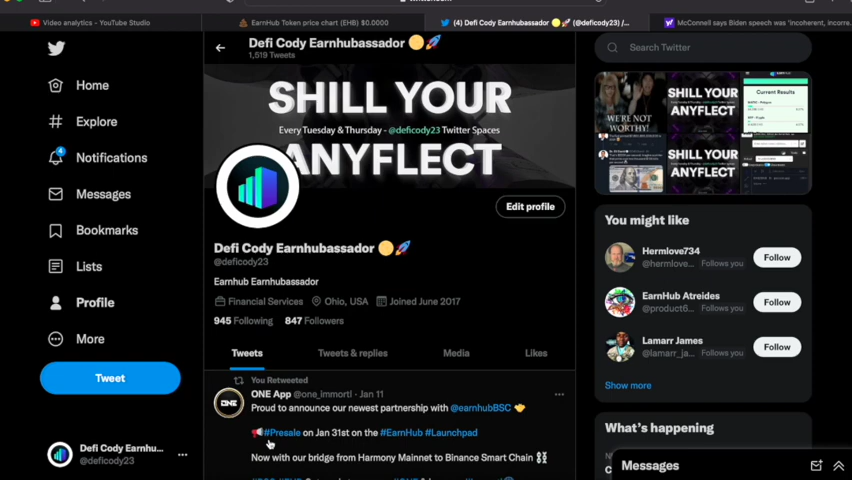 Video analytics - YouTube Studio
EarnHub Token price chart (EHB) $0.0000
(4) Defi Cody Earnhubassador 🌕🚀 (@deficody23) /...
McConnell says Biden speech was "incoherent, incorre.
Defi Cody Earnhubassador 🌕🚀
1,519 Tweets
Search Twitter
SHILL YOUR
Every Tuesday & Thursday - @deficody23 Twitter Spaces
ANYFLECT
Home
Explore
4
Notifications
Messages
Bookmarks
Lists
Profile
More
Tweet
Defi Cody Earnhu...
@deficody23
Edit profile
Defi Cody Earnhubassador 🌕🚀
@deficody23
Earnhub Earnhubassador
Financial Services Ohio, USA Joined June 2017
945 Following 847 Followers
Tweets Tweets & replies Media Likes
You Retweeted
ONE App @one_immortl · Jan 11
ONE
Proud to announce our newest partnership with @earnhubBSC 🤝
📢#Presale on Jan 31st on the #EarnHub #Launchpad
Now with our bridge from Harmony Mainnet to Binance Smart Chain ⛓
WE'RE NOT WORTHY!
SHILL YOUR
ANYFLECT
Current Results
SHILL YOUR
ANYFLECT
You might like
Hermlove734
@hermlove... Follows you
Follow
EarnHub Atreides
@product6... Follows you
Follow
Lamarr James
@lamarr_ja... Follows you
Follow
Show more
What's happening
Messages